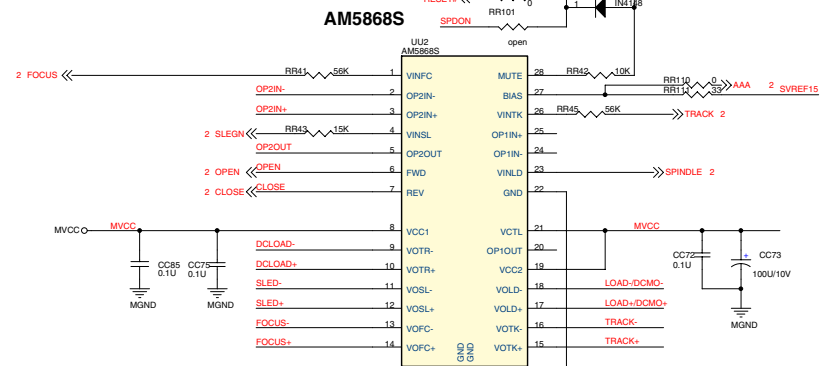 AM5868S
SPDON
RR101
0
1
IN4148
open
UU2
AM5868S
2 FOCUS
RR41
56K
1 VINFC
MUTE 28
RR42
10K
OP2IN-
2 OP2IN-
BIAS 27
RR110
0
AAA 2
RR111
33
SVREF15
OP2IN+
3 OP2IN+
VINTK 26
RR45
56K
TRACK 2
2 SLEGN
RR43
15K
4 VINSL
OP1IN+ 25
OP2OUT
5 OP2OUT
OP1IN- 24
2 OPEN
OPEN
6 FWD
VINLD 23
SPINDLE 2
2 CLOSE
CLOSE
7 REV
GND 22
MVCC
MVCC
8 VCC1
VCTL 21
MVCC
DCLOAD-
9 VOTR-
OP1OUT 20
DCLOAD+
10 VOTR+
VCC2 19
SLED-
11 VOSL-
VOLD- 18
LOAD-/DCMO-
SLED+
12 VOSL+
VOLD+ 17
LOAD+/DCMO+
FOCUS-
13 VOFC-
VOTK- 16
TRACK-
FOCUS+
14 VOFC+
VOTK+ 15
TRACK+
GND
GND
CC85
0.1U
CC75
0.1U
MGND
MGND
CC72
0.1U
+
CC73
100U/10V
MGND